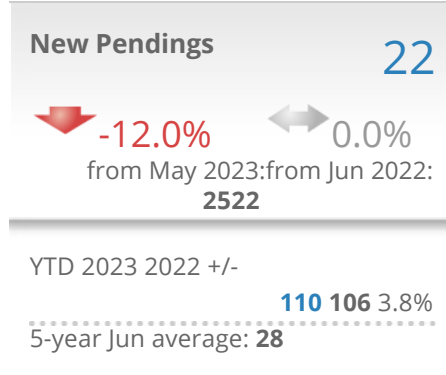 New Pendings
22
-12.0% 0.0%
from May 2023:from Jun 2022:
2522
YTD 2023 2022 +/-
110 106 3.8%
5-year Jun average: 28